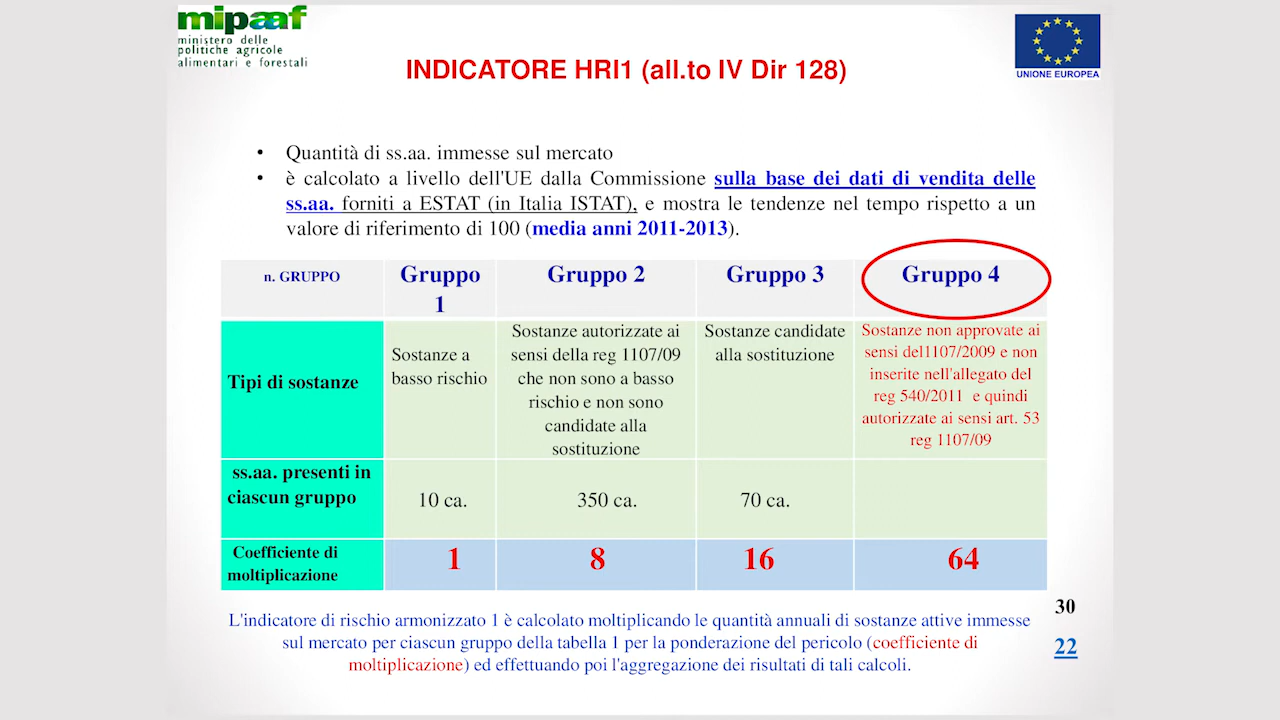 mipaaf
ministero delle
politiche agricole
alimentari e forestali
UNIONE EUROPEA
INDICATORE HRI1 (all.to IV Dir 128)
• Quantità di ss.aa. immesse sul mercato
• è calcolato a livello dell'UE dalla Commissione sulla base dei dati di vendita delle
ss.aa. forniti a ESTAT (in Italia ISTAT), e mostra le tendenze nel tempo rispetto a un
valore di riferimento di 100 (media anni 2011-2013).
n. GRUPPO
Gruppo
1
Gruppo 2
Gruppo 3
Gruppo 4
Tipi di sostanze
Sostanze a
basso rischio
Sostanze autorizzate ai
sensi della reg 1107/09
che non sono a basso
rischio e non sono
candidate alla
sostituzione
Sostanze candidate
alla sostituzione
Sostanze non approvate ai
sensi del1107/2009 e non
inserite nell'allegato del
reg 540/2011 e quindi
autorizzate ai sensi art. 53
reg 1107/09
ss.aa. presenti in
ciascun gruppo
10 ca.
350 ca.
70 ca.
Coefficiente di
moltiplicazione
1
8
16
64
L'indicatore di rischio armonizzato 1 è calcolato moltiplicando le quantità annuali di sostanze attive immesse
sul mercato per ciascun gruppo della tabella 1 per la ponderazione del pericolo (coefficiente di
moltiplicazione) ed effettuando poi l'aggregazione dei risultati di tali calcoli.
30
22